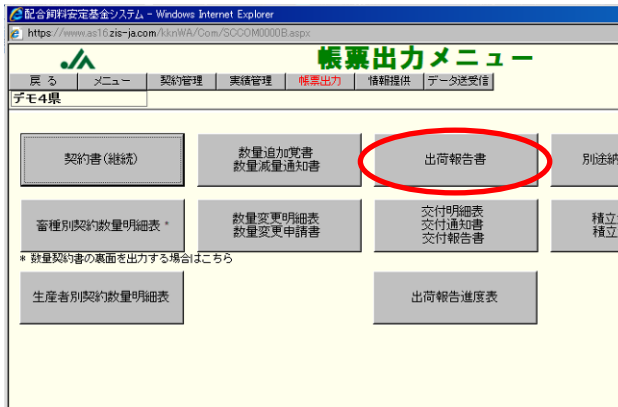 配合飼料安定基金システム - Windows Internet Explorer
https://www.as16.zis-ja.com/kknWA/Com/SCCOM0000B.aspx
JA
帳票出力メニュー
戻 る メニュー 契約管理 実績管理 帳票出力 情報提供 データ送受信
デモ4県
契約書(継続)
数量追加覚書
数量減量通知書
出荷報告書
別途納
畜種別契約数量明細表 *
数量変更明細表
数量変更申請書
交付明細表
交付通知書
交付報告書
積立
積立
* 数量契約書の裏面を出力する場合はこちら
生産者別契約数量明細表
出荷報告進度表